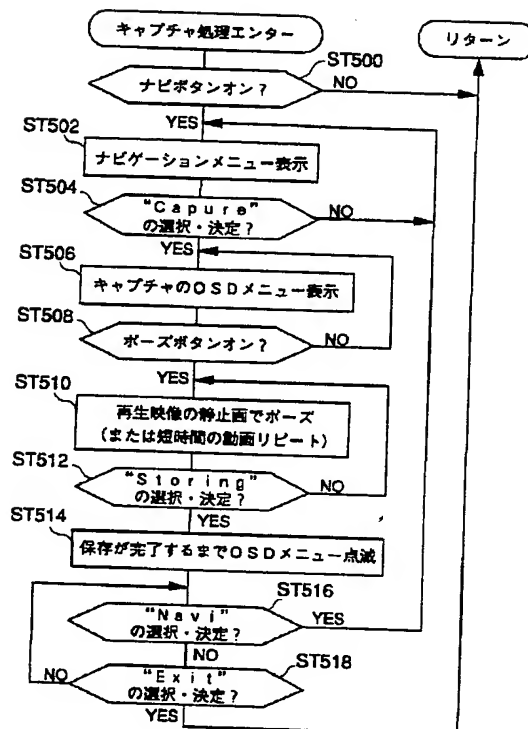 キャプチャ処理エンター
リターン
ST500
ナビボタンオン?
NO
YES
ST502
ナビゲーションメニュー表示
ST504
"Capure"
の選択・決定?
NO
YES
ST506
キャプチャのOSDメニュー表示
ST508
ポーズボタンオン?
NO
YES
ST510
再生映像の静止画でポーズ
(または短時間の動画リピート)
ST512
"Storing"
の選択・決定?
NO
YES
ST514
保存が完了するまでOSDメニュー点滅
ST516
"Navi"
の選択・決定?
YES
NO
ST518
"Exit"
の選択・決定?
NO
YES